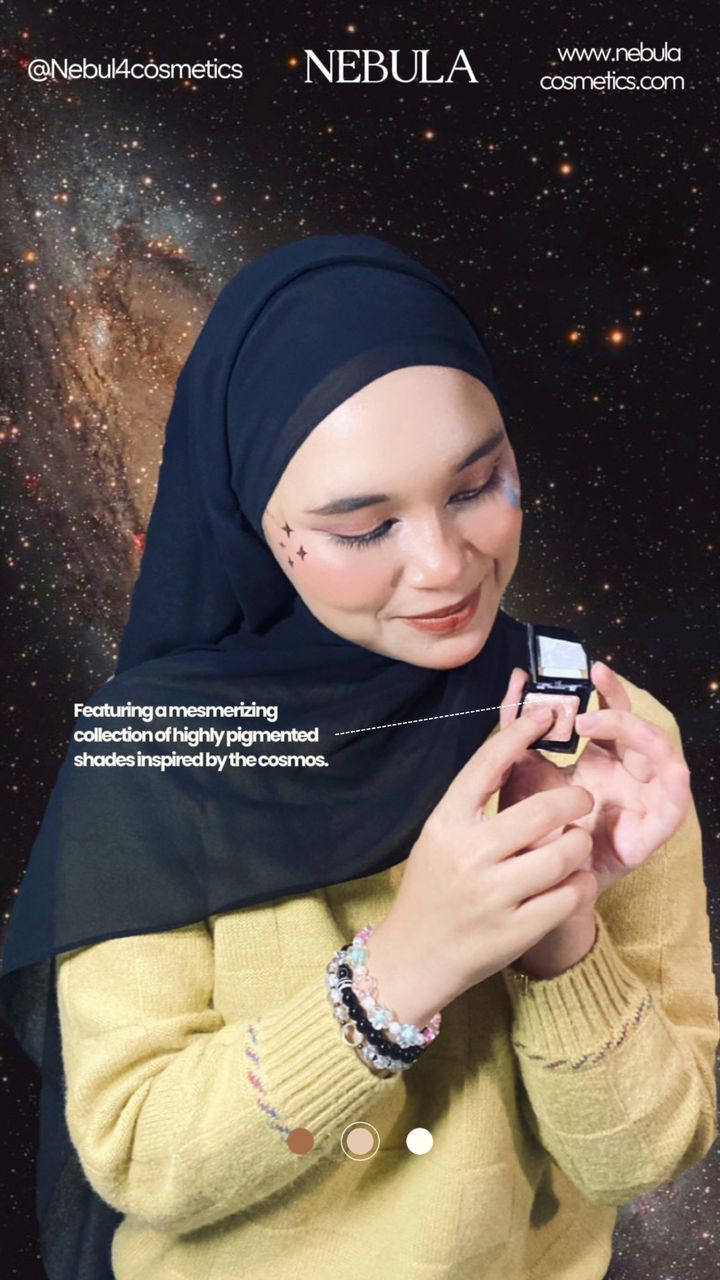 @Nebul4cosmetics
NEBULA
www.nebula
cosmetics.com
Featuring a mesmerizing
collection of highly pigmented
shades inspired by the cosmos.